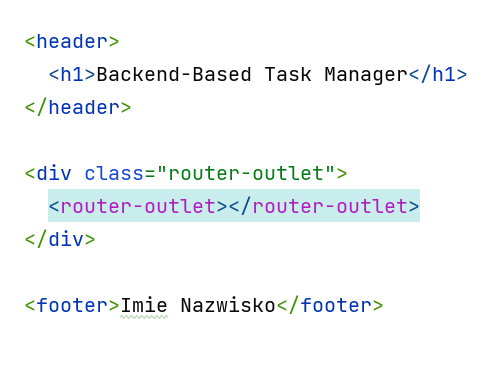 <header>
  <h1>Backend-Based Task Manager</h1>
</header>

<div class="router-outlet">
  <router-outlet></router-outlet>
</div>

<footer>Imie Nazwisko</footer>